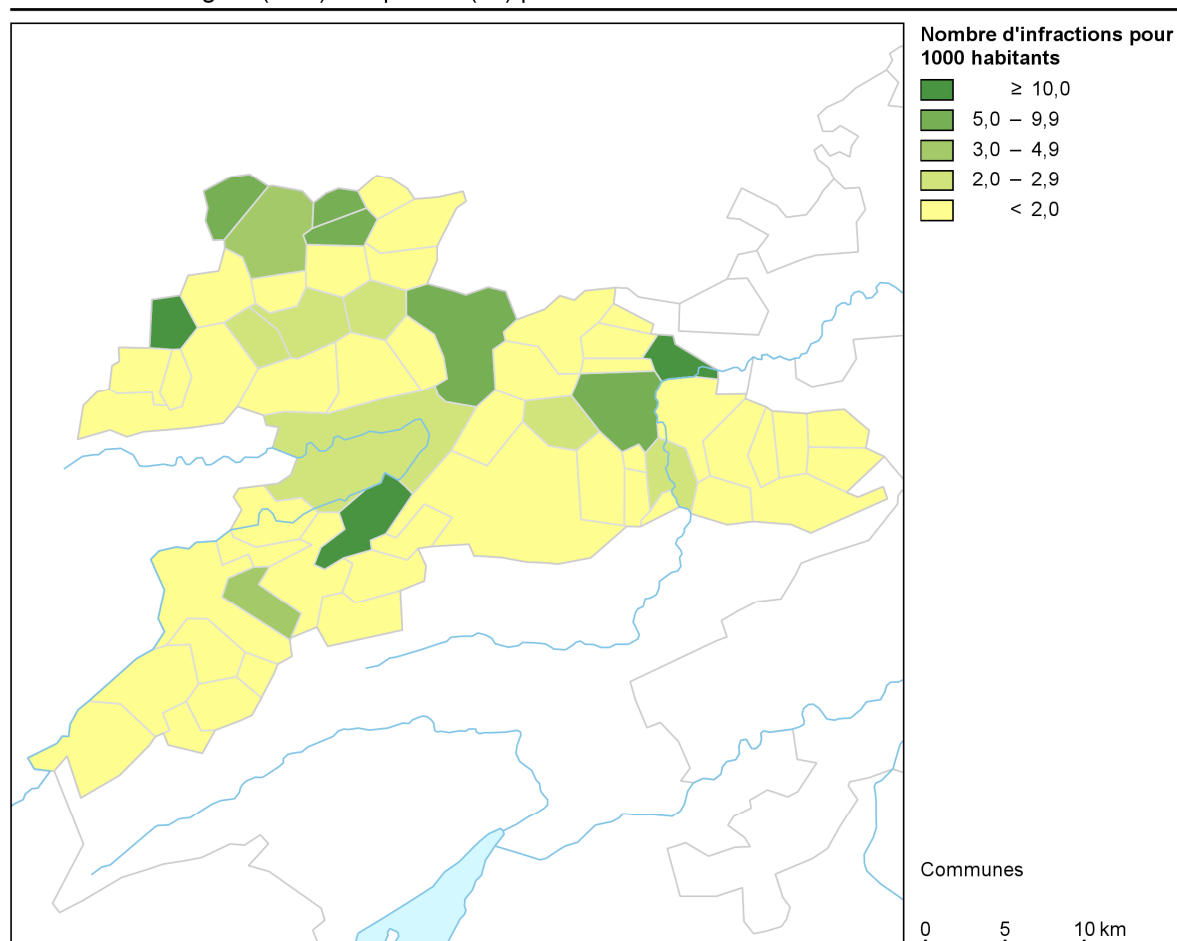 Nombre d'infractions pour
1000 habitants
≥ 10,0
5,0 – 9,9
3,0 – 4,9
2,0 – 2,9
< 2,0
Communes
0 5 10 km